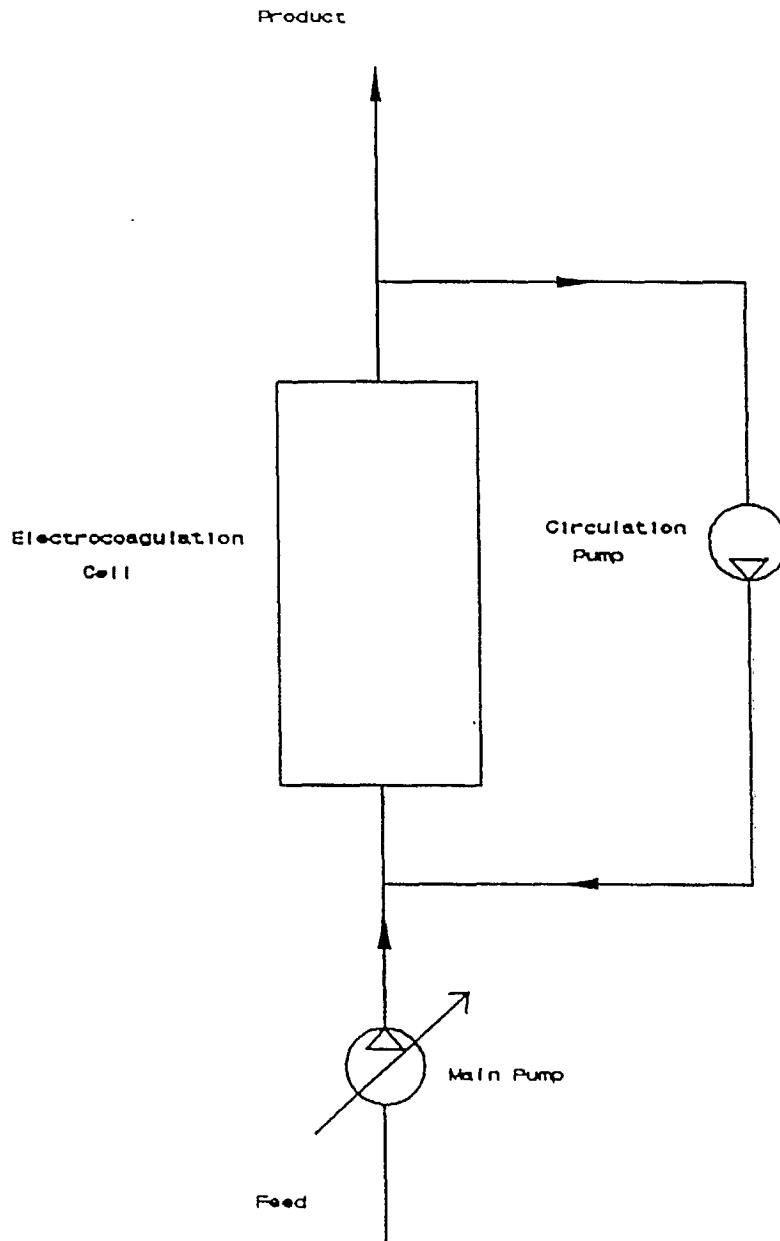 Product
Electrocoagulation
Cell
Circulation
Pump
Main Pump
Feed